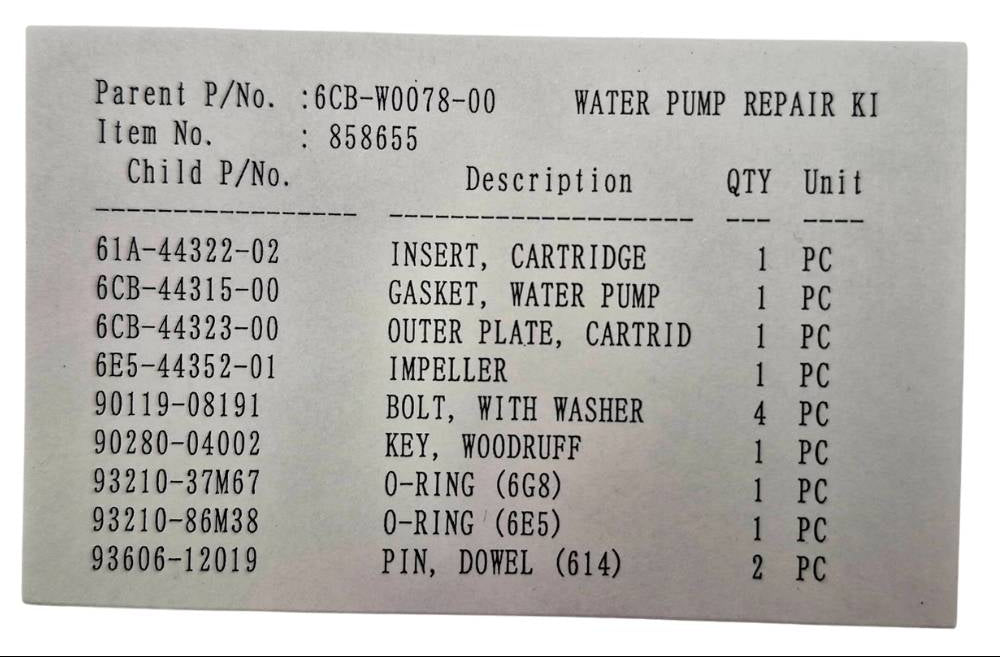 Parent P/No. :6CB-W0078-00 WATER PUMP REPAIR KI
Item No. : 858655
Child P/No. Description QTY Unit
----------------- -------------------- --- ----
61A-44322-02 INSERT, CARTRIDGE 1 PC
6CB-44315-00 GASKET, WATER PUMP 1 PC
6CB-44323-00 OUTER PLATE, CARTRID 1 PC
6E5-44352-01 IMPELLER 1 PC
90119-08191 BOLT, WITH WASHER 4 PC
90280-04002 KEY, WOODRUFF 1 PC
93210-37M67 O-RING (6G8) 1 PC
93210-86M38 O-RING (6E5) 1 PC
93606-12019 PIN, DOWEL (614) 2 PC